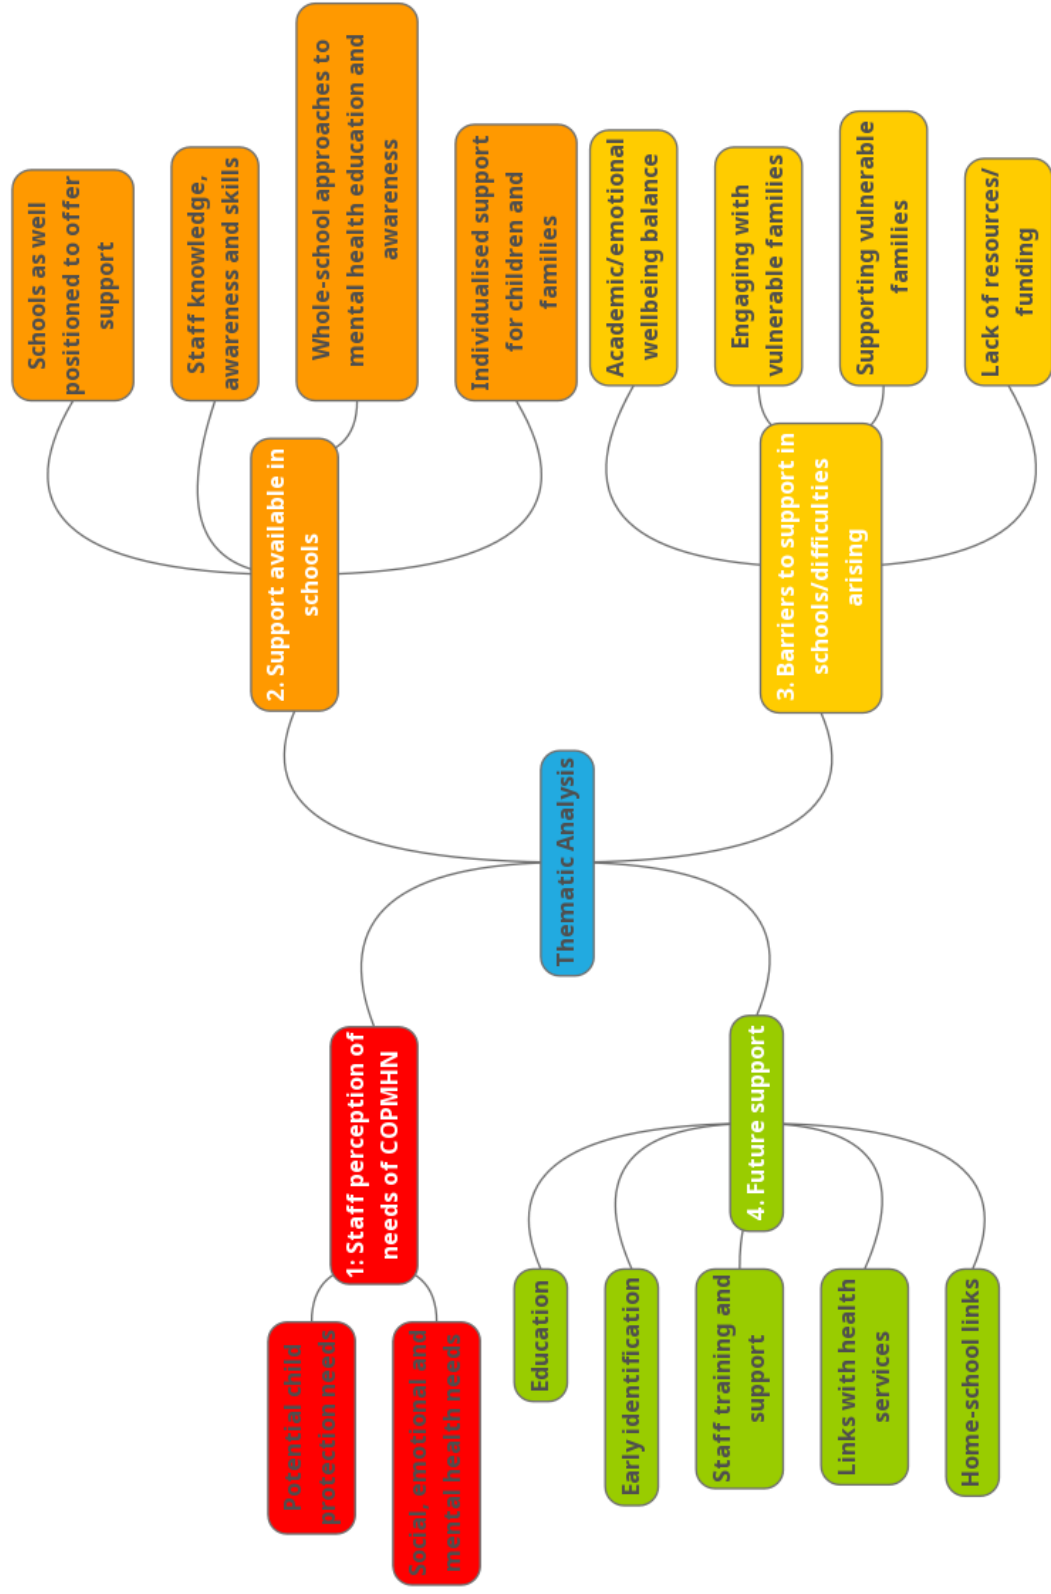 Thematic Analysis
1: Staff perception of
needs of COPMHN
Potential child
protection needs
Social, emotional and
mental health needs
2. Support available in
schools
Schools as well
positioned to offer
support
Staff knowledge,
awareness and skills
Whole-school approaches to
mental health education and
awareness
Individualised support
for children and
families
3. Barriers to support in
schools/difficulties
arising
Academic/emotional
wellbeing balance
Engaging with
vulnerable families
Supporting vulnerable
families
Lack of resources/
funding
4. Future support
Education
Early identification
Staff training and
support
Links with health
services
Home-school links